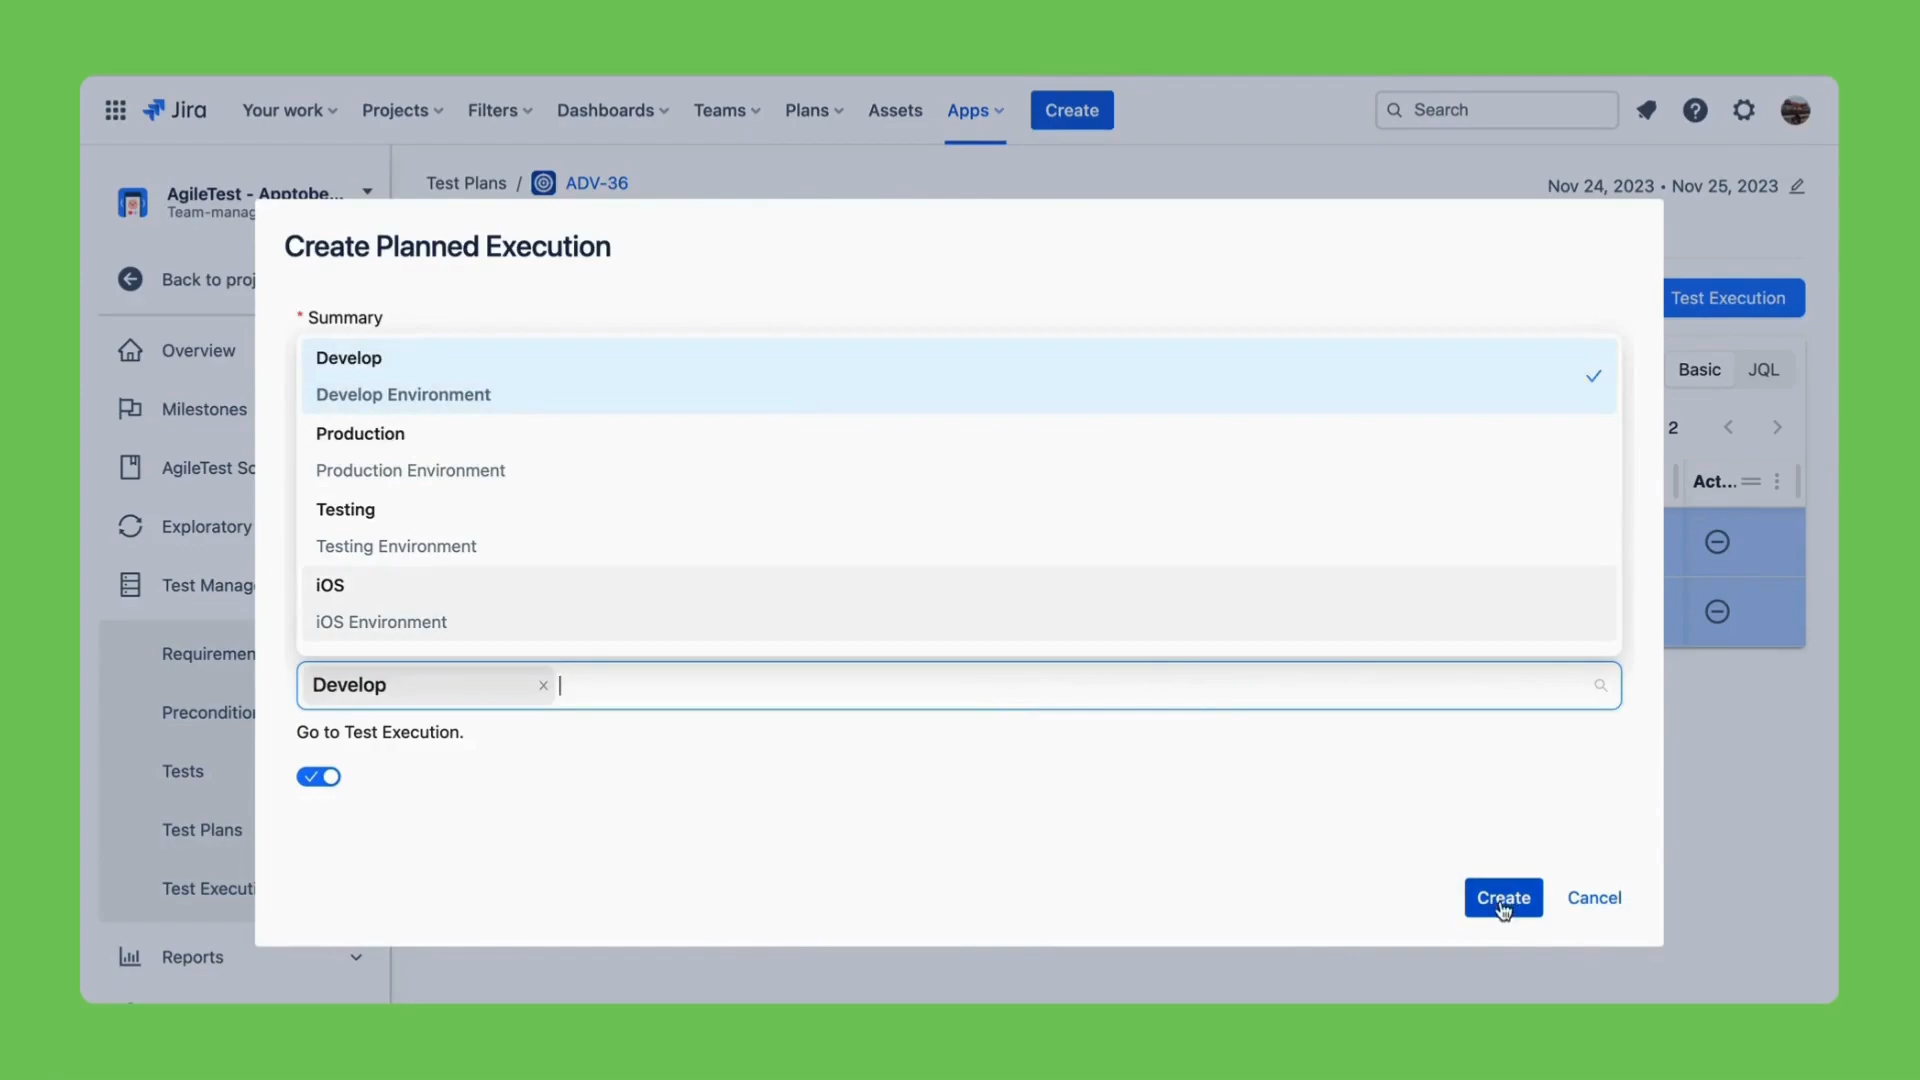 Jira
Your work
Projects
Filters
Dashboards
Teams
Plans
Assets
Apps
Create
Search
AgileTest - Apptobe...
Team-manag
Test Plans / ADV-36
Nov 24, 2023 • Nov 25, 2023
Create Planned Execution
Back to proj
Test Execution
* Summary
Overview
Develop
Develop Environment
Basic
JQL
Milestones
Production
2
Production Environment
AgileTest Sc
Act...
Testing
Exploratory
Testing Environment
Test Manag
iOS
iOS Environment
Requiremen
Develop ×
Preconditio
Go to Test Execution.
Tests
Test Plans
Test Executi
Create
Cancel
Reports